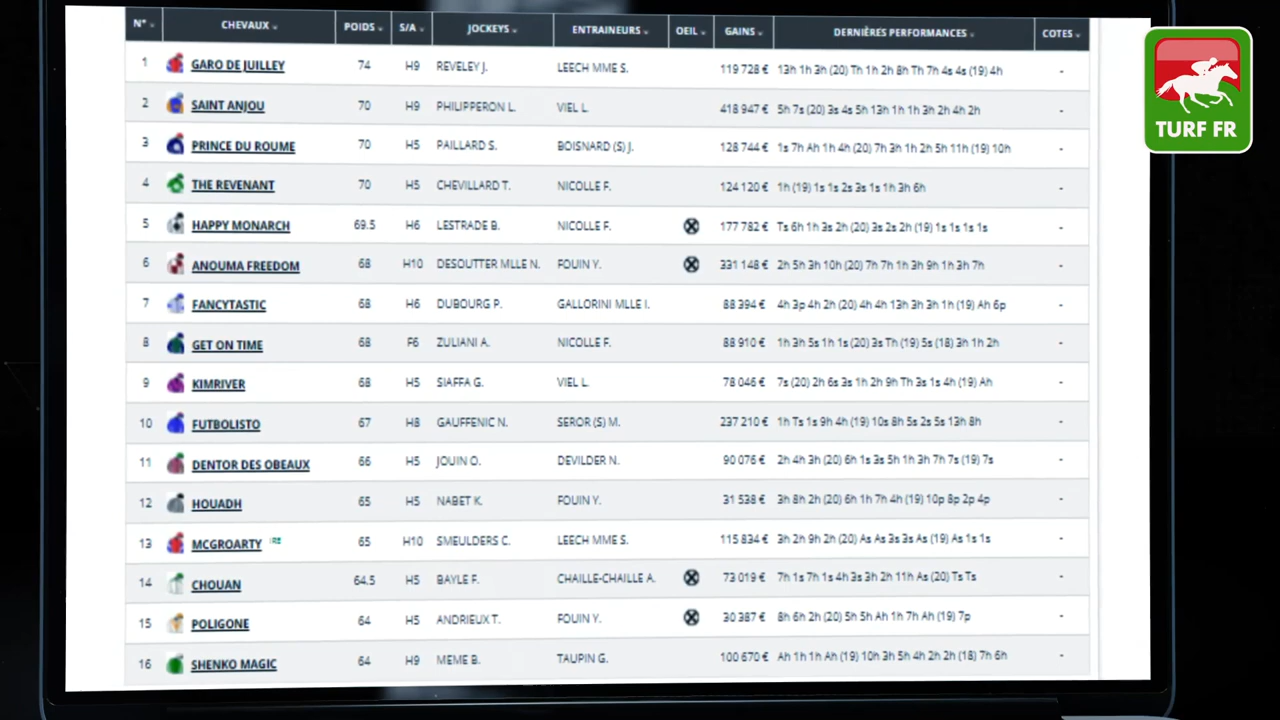 N° CHEVAUX POIDS S/A JOCKEYS ENTRAINEURS OEIL GAINS DERNIÈRES PERFORMANCES COTES
1 GARO DE JUILLEY 74 H9 REVELEY J. LEECH MME S. 119 728 € 13h 1h 3h (20) Th 1h 2h 8h Th 7h 4s 4s (19) 4h -
2 SAINT ANJOU 70 H9 PHILIPPERON L. VIEL L. 418 947 € 5h 7s (20) 3s 4s 5h 13h 1h 1h 3h 2h 4h 2h -
3 PRINCE DU ROUME 70 H5 PAILLARD S. BOISNARD (S) J. 128 744 € 1s 7h Ah 1h 4h (20) 7h 3h 1h 2h 5h 11h (19) 10h -
4 THE REVENANT 70 H5 CHEVILLARD T. NICOLLE F. 124 120 € 1h (19) 1s 1s 2s 3s 1s 1h 3h 6h -
5 HAPPY MONARCH 69.5 H6 LESTRADE B. NICOLLE F. 177 782 € Ts 6h 1h 3s 2h (20) 3s 2s 2h (19) 1s 1s 1s 1s -
6 ANOUMA FREEDOM 68 H10 DESOUTTER MLLE N. FOUIN Y. 331 148 € 2h 5h 3h 10h (20) 7h 7h 1h 3h 9h 1h 3h 7h -
7 FANCYTASTIC 68 H6 DUBOURG P. GALLORINI MLLE I. 88 394 € 4h 3p 4h 2h (20) 4h 4h 13h 3h 3h 1h (19) Ah 6p -
8 GET ON TIME 68 F6 ZULIANI A. NICOLLE F. 88 910 € 1h 3h 5s 1h 1s (20) 3s Th (19) 5s (18) 3h 1h 2h -
9 KIMRIVER 68 H5 SIAFFA G. VIEL L. 78 046 € 7s (20) 2h 6s 3s 1h 2h 9h Th 3s 1s 4h (19) Ah -
10 FUTBOLISTO 67 H8 GAUFFENIC N. SEROR (S) M. 237 210 € 1h Ts 1s 9h 4h (19) 10s 8h 5s 2s 5s 13h 8h -
11 DENTOR DES OBEAUX 66 H5 JOUIN O. DEVILDER N. 90 076 € 2h 4h 3h (20) 6h 1s 3s 5h 1h 3h 7h 7s (19) 7s -
12 HOUADH 65 H5 NABET K. FOUIN Y. 31 538 € 3h 8h 2h (20) 6h 1h 7h 4h (19) 10p 8p 2p 4p -
13 MCGROARTY 65 H10 SMEULDERS C. LEECH MME S. 115 834 € 3h 2h 9h 2h (20) As As 3s 3s As (19) As 1s 1s -
14 CHOUAN 64.5 H5 BAYLE F. CHAILLE-CHAILLE A. 73 019 € 7h 1s 7h 1s 4h 3s 3h 2h 11h As (20) Ts Ts -
15 POLIGONE 64 H5 ANDRIEUX T. FOUIN Y. 30 387 € 8h 6h 2h (20) 5h 5h Ah 1h 7h Ah (19) 7p -
16 SHENKO MAGIC 64 H9 MEME B. TAUPIN G. 100 670 € Ah 1h 1h Ah (19) 10h 3h 5h 4h 2h 2h (18) 7h 6h -
TURF FR